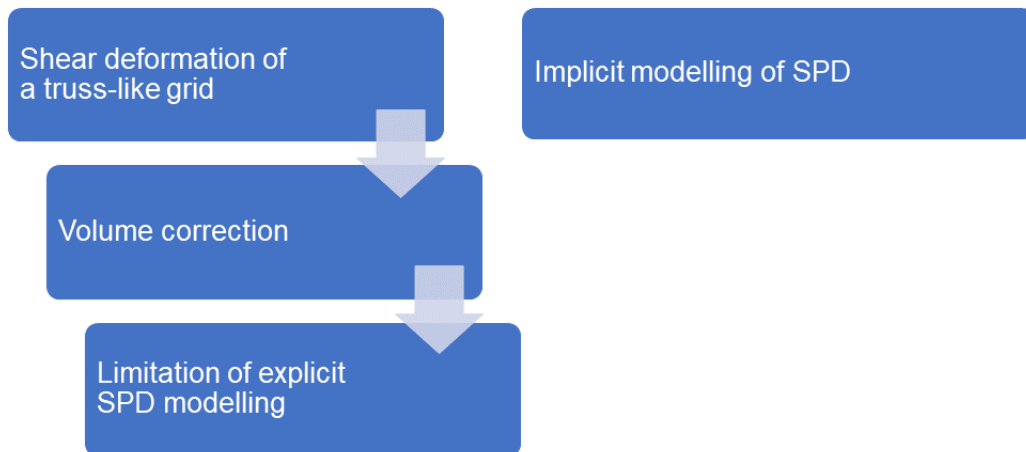 Shear deformation of
a truss-like grid
Implicit modelling of SPD
Volume correction
Limitation of explicit
SPD modelling